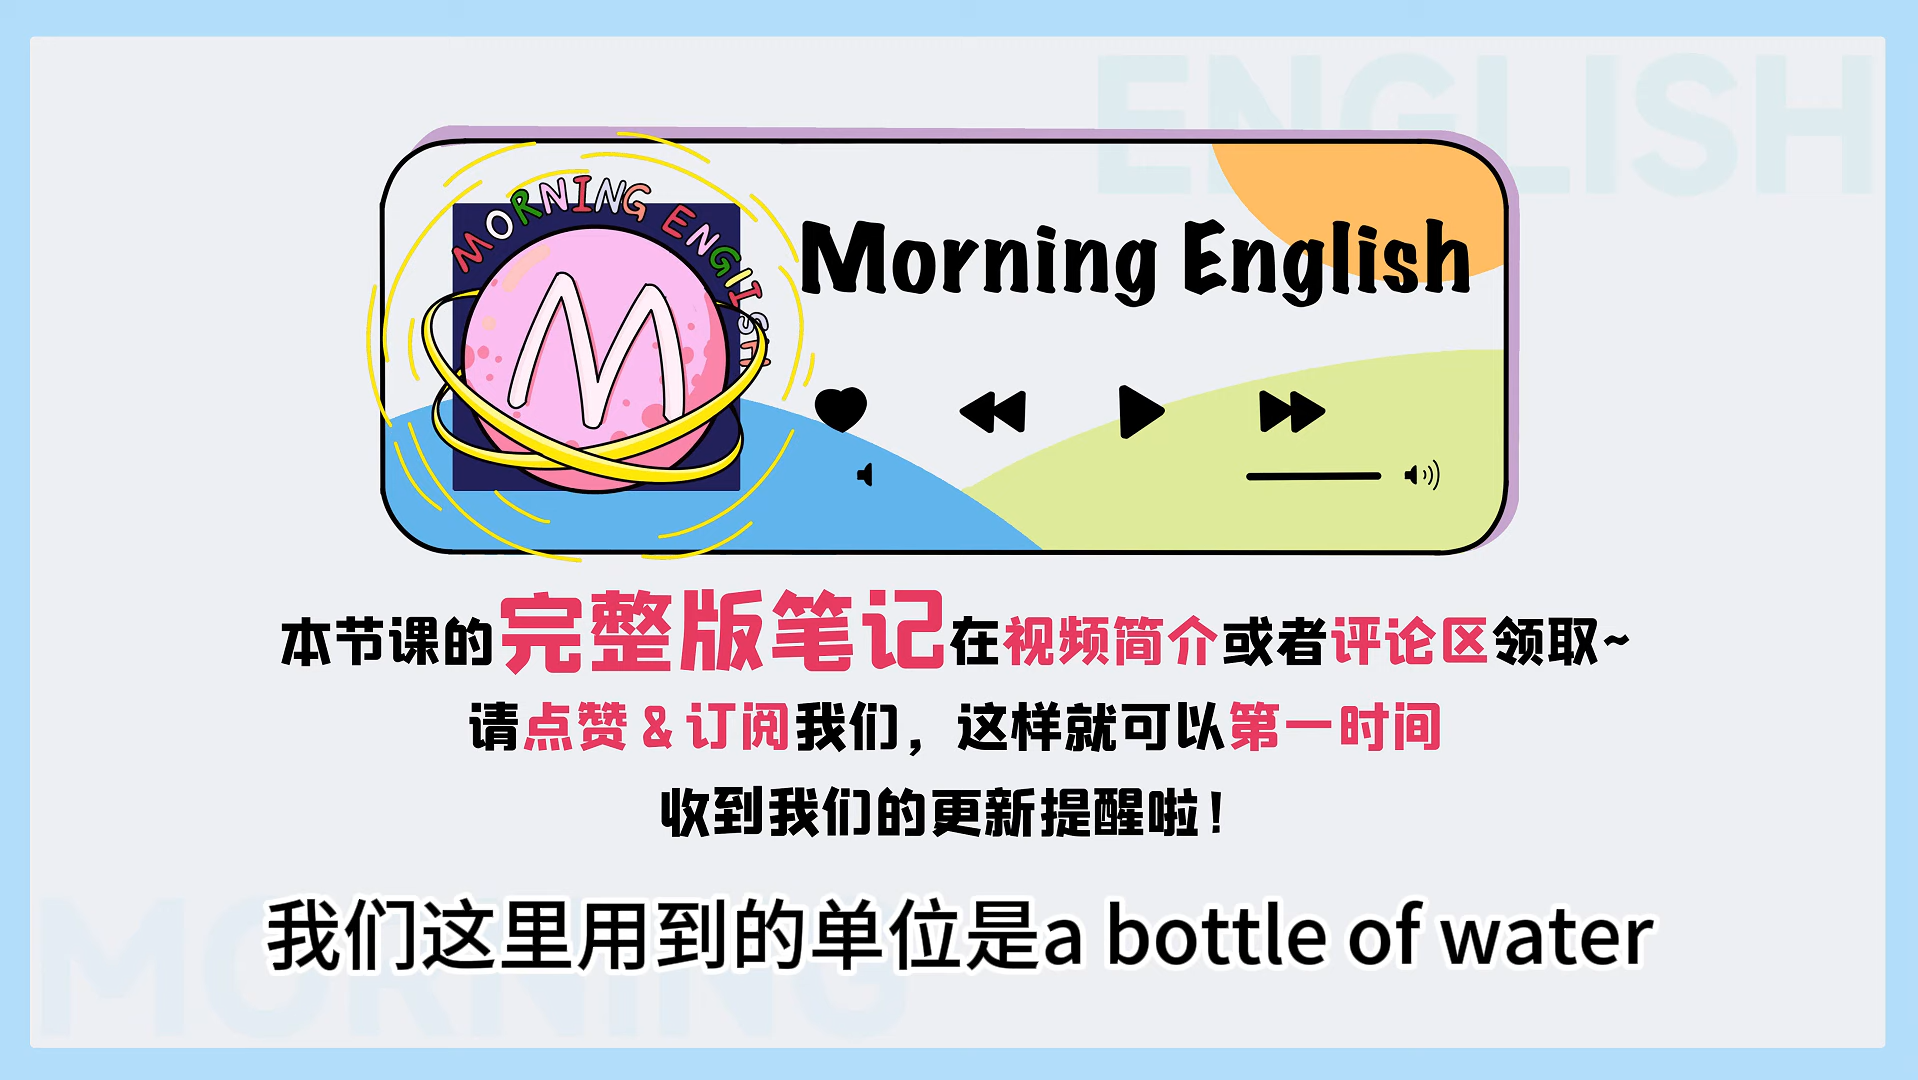 ENGLISH
MORNING ENGLISH
M
Morning English
本节课的完整版笔记在视频简介或者评论区领取~
请点赞&订阅我们，这样就可以第一时间
收到我们的更新提醒啦！
MORNING
我们这里用到的单位是a bottle of water